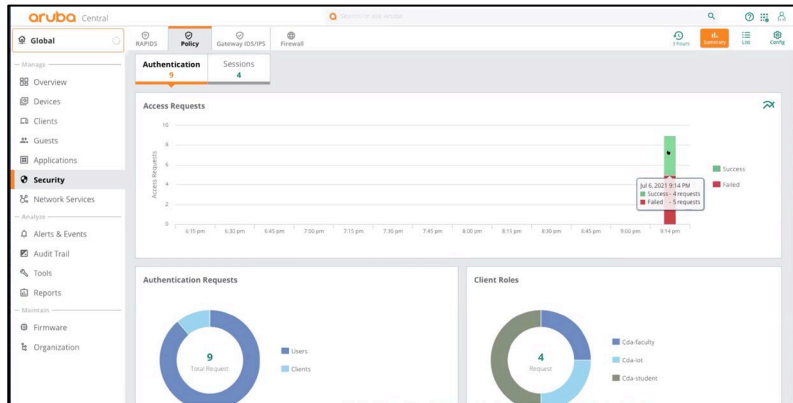 aruba Central
Search or ask Aruba
Global
RAPIDS
Policy
Gateway IDS/IPS
Firewall
3 hours
Summary
List
Config
Manage
Overview
Devices
Clients
Guests
Applications
Security
Network Services
Analyze
Alerts & Events
Audit Trail
Tools
Reports
Maintain
Firmware
Organization
Authentication
9
Sessions
4
Access Requests
Access Requests
10
8
6
4
2
0
6:15 pm
6:30 pm
6:45 pm
7:00 pm
7:15 pm
7:30 pm
7:45 pm
8:00 pm
8:15 pm
8:30 pm
8:45 pm
9:00 pm
9:14 pm
Jul 6, 2021 9:14 PM
Success - 4 requests
Failed - 5 requests
Success
Failed
Authentication Requests
9
Total Request
Users
Clients
Client Roles
4
Request
Cda-faculty
Cda-iot
Cda-student